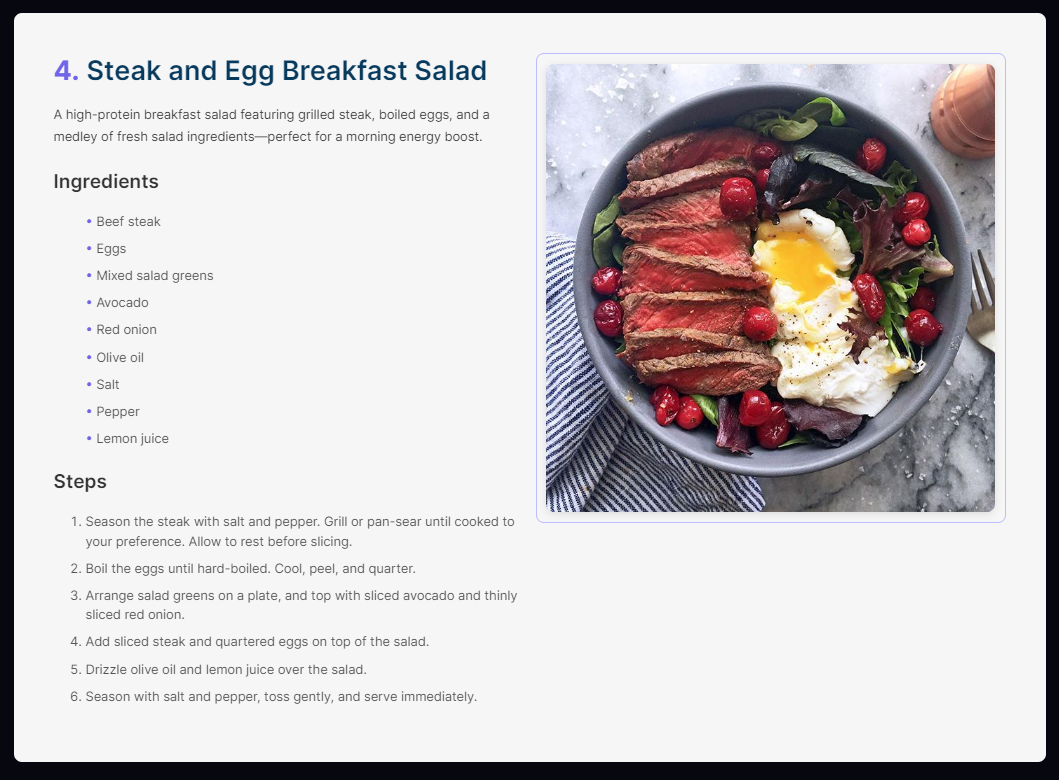 4. Steak and Egg Breakfast Salad
A high-protein breakfast salad featuring grilled steak, boiled eggs, and a
medley of fresh salad ingredients—perfect for a morning energy boost.
Ingredients
• Beef steak
• Eggs
• Mixed salad greens
• Avocado
• Red onion
• Olive oil
• Salt
• Pepper
• Lemon juice
Steps
1. Season the steak with salt and pepper. Grill or pan-sear until cooked to
your preference. Allow to rest before slicing.
2. Boil the eggs until hard-boiled. Cool, peel, and quarter.
3. Arrange salad greens on a plate, and top with sliced avocado and thinly
sliced red onion.
4. Add sliced steak and quartered eggs on top of the salad.
5. Drizzle olive oil and lemon juice over the salad.
6. Season with salt and pepper, toss gently, and serve immediately.